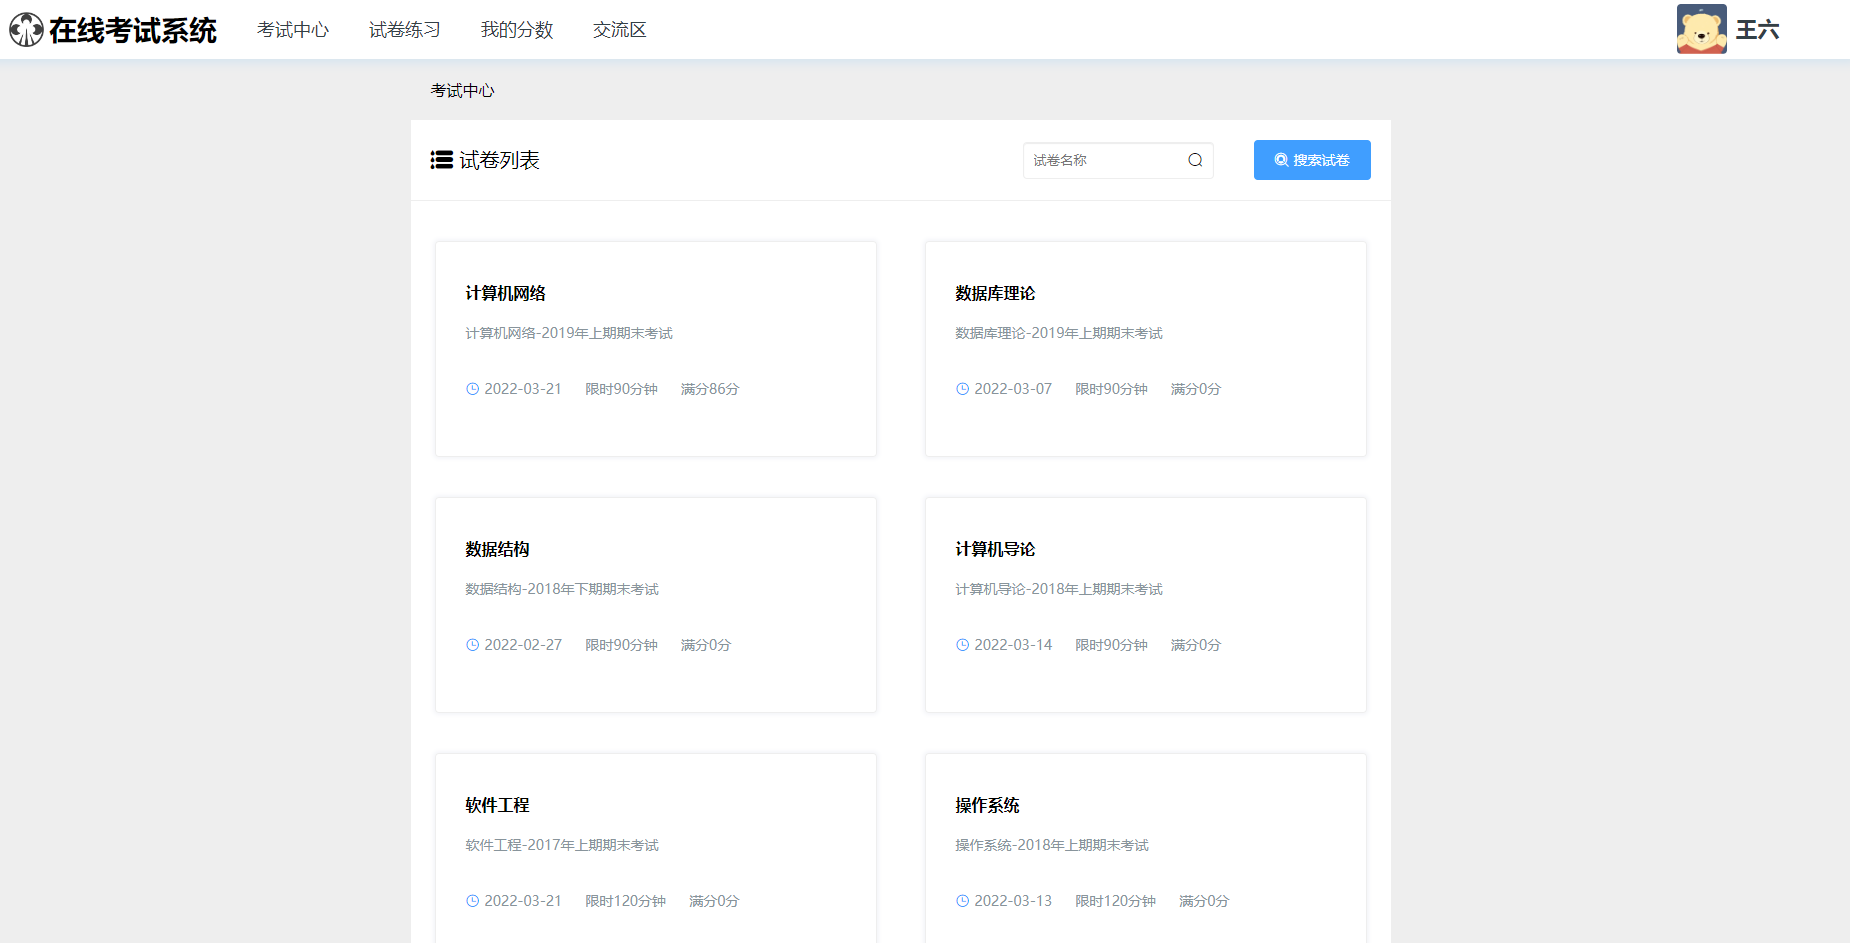 在线考试系统 考试中心 试卷练习 我的分数 交流区 王六
考试中心
试卷列表 试卷名称 搜索试卷
计算机网络
计算机网络-2019年上期期末考试
2022-03-21 限时90分钟 满分86分
数据库理论
数据库理论-2019年上期期末考试
2022-03-07 限时90分钟 满分0分
数据结构
数据结构-2018年下期期末考试
2022-02-27 限时90分钟 满分0分
计算机导论
计算机导论-2018年上期期末考试
2022-03-14 限时90分钟 满分0分
软件工程
软件工程-2017年上期期末考试
2022-03-21 限时120分钟 满分0分
操作系统
操作系统-2018年上期期末考试
2022-03-13 限时120分钟 满分0分